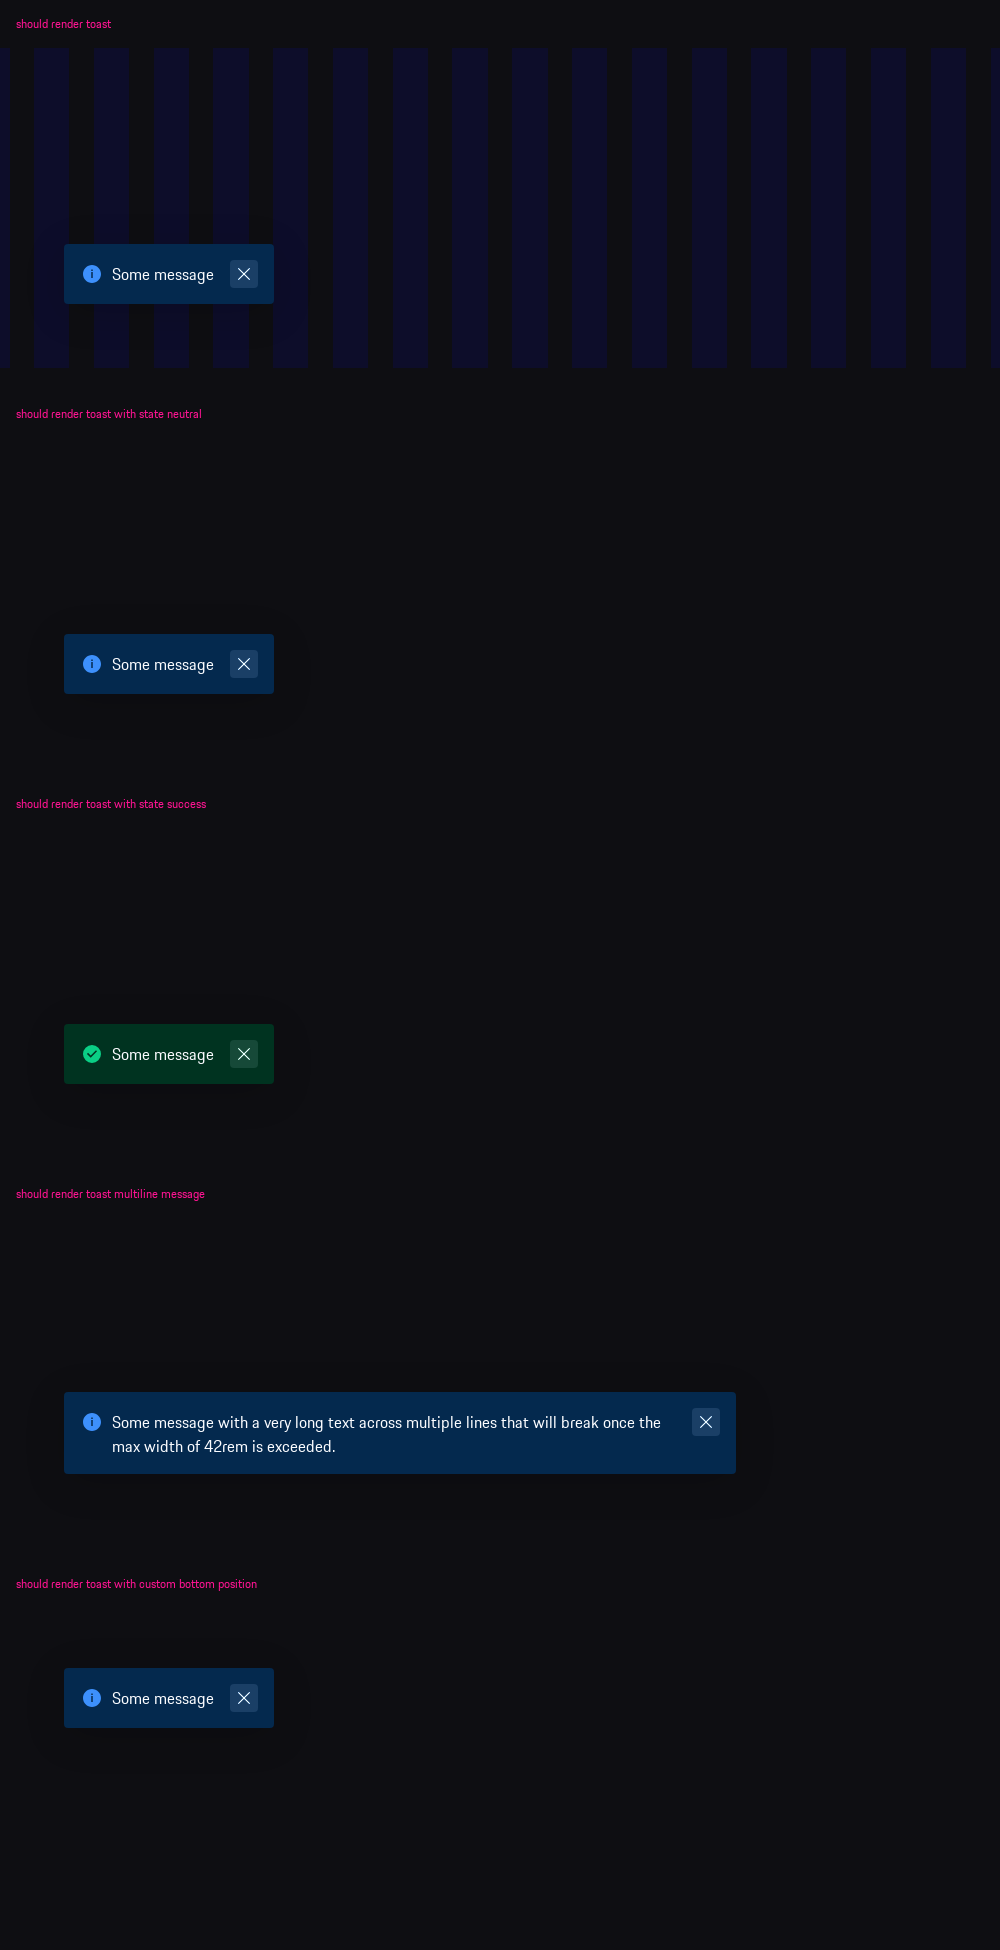 should render toast
Some message
should render toast with state neutral
Some message
should render toast with state success
Some message
should render toast multiline message
Some message with a very long text across multiple lines that will break once the
max width of 42rem is exceeded.
should render toast with custom bottom position
Some message